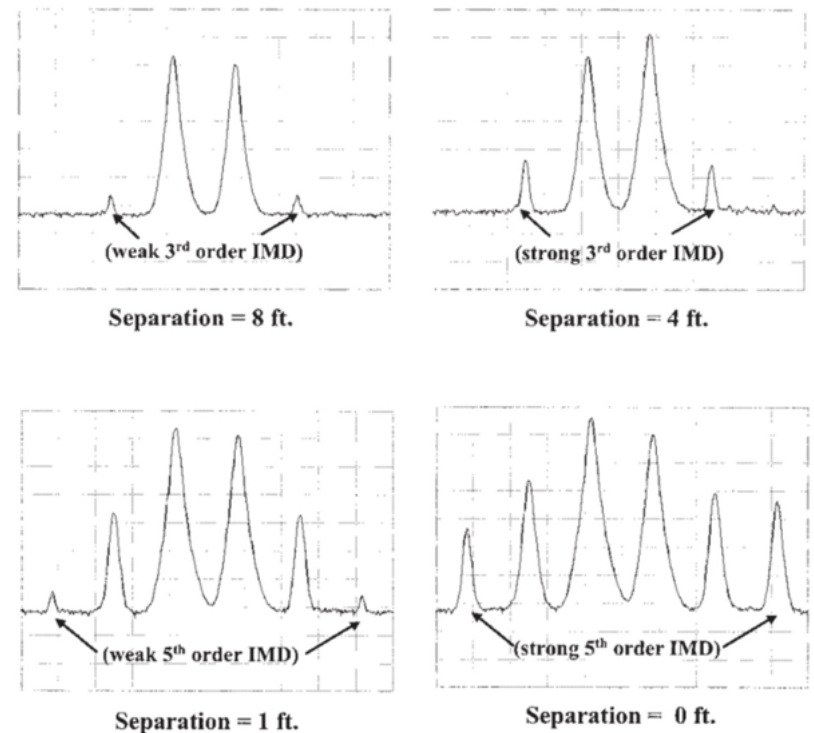 (weak 3rd order IMD)
(strong 3rd order IMD)
Separation = 8 ft.
Separation = 4 ft.
(weak 5th order IMD)
(strong 5th order IMD)
Separation = 1 ft.
Separation = 0 ft.